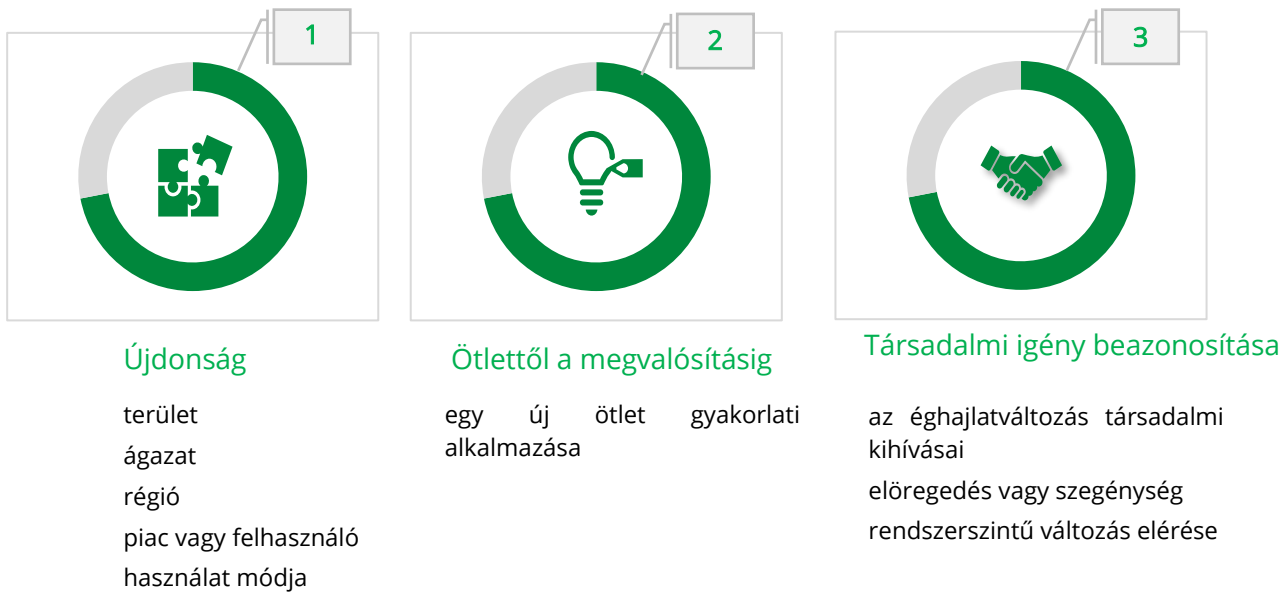 1
Újdonság
terület
ágazat
régió
piac vagy felhasználó
használat módja
2
Ötlettől a megvalósításig
egy új ötlet gyakorlati
alkalmazása
3
Társadalmi igény beazonosítása
az éghajlatváltozás társadalmi
kihívásai
elöregedés vagy szegénység
rendszerszintű változás elérése